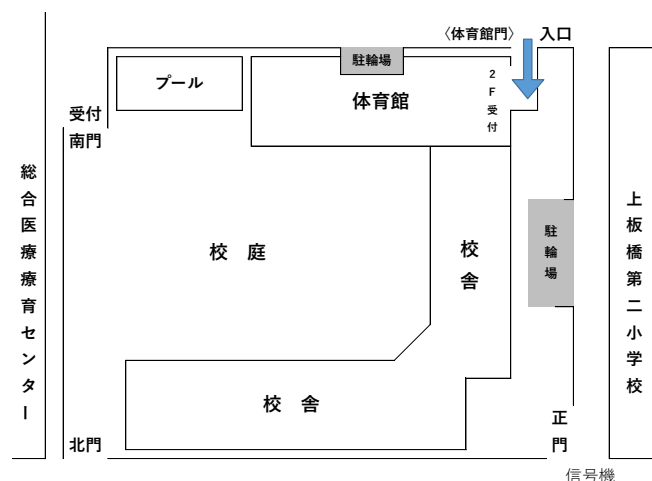 〈体育館門〉
入口
駐輪場
プール
体育館
2F受付
受付
南門
総合医療療育センター
校 庭
校舎
駐輪場
上板橋第二小学校
校 舎
正門
北門
信号機